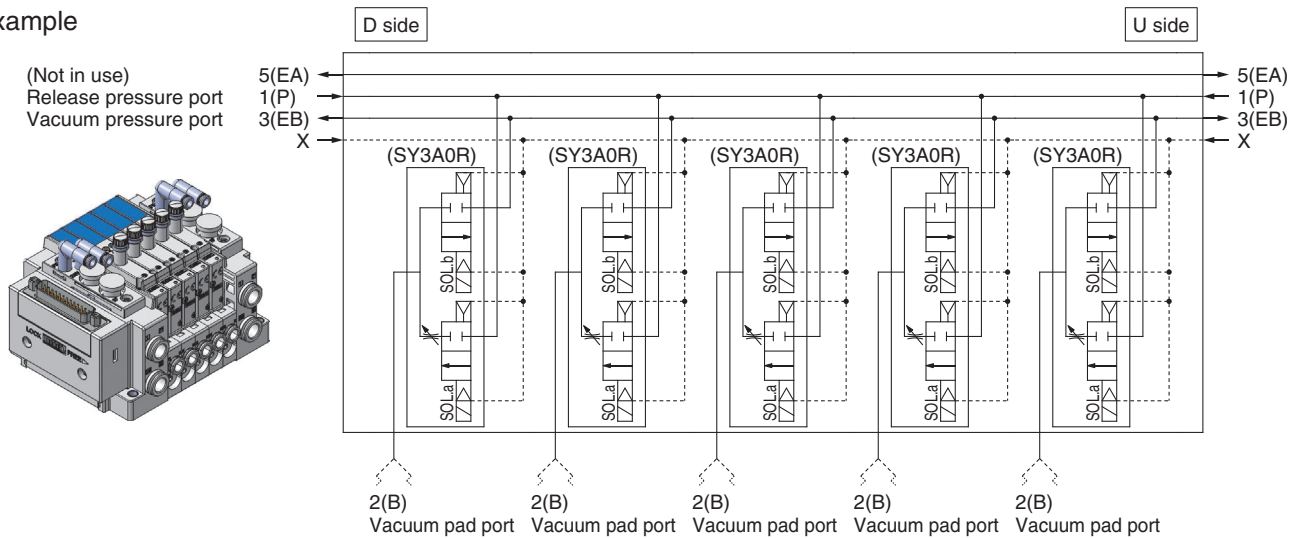 xample
D side
U side
(Not in use) 5(EA)
Release pressure port 1(P)
Vacuum pressure port 3(EB)
X
5(EA)
1(P)
3(EB)
X
(SY3A0R) (SY3A0R) (SY3A0R) (SY3A0R) (SY3A0R)
SOL.b SOL.b SOL.b SOL.b SOL.b
SOL.a SOL.a SOL.a SOL.a SOL.a
LOCK
2(B) 2(B) 2(B) 2(B) 2(B)
Vacuum pad port Vacuum pad port Vacuum pad port Vacuum pad port Vacuum pad port